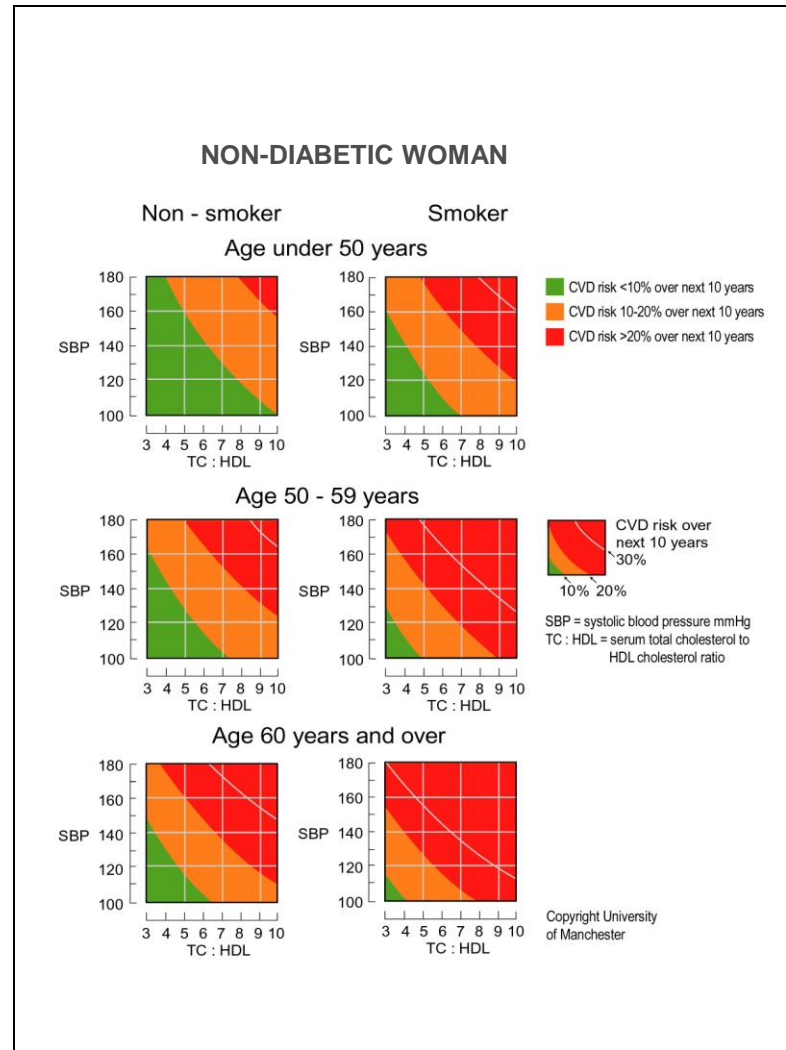 NON-DIABETIC WOMAN
Non - smoker
Smoker
Age under 50 years
180
160
SBP 140
120
100
3 4 5 6 7 8 9 10
TC : HDL
180
160
SBP 140
120
100
3 4 5 6 7 8 9 10
TC : HDL
CVD risk <10% over next 10 years
CVD risk 10-20% over next 10 years
CVD risk >20% over next 10 years
Age 50 - 59 years
180
160
SBP 140
120
100
3 4 5 6 7 8 9 10
TC : HDL
180
160
SBP 140
120
100
3 4 5 6 7 8 9 10
TC : HDL
CVD risk over
next 10 years
30%
10% 20%
SBP = systolic blood pressure mmHg
TC : HDL = serum total cholesterol to
HDL cholesterol ratio
Age 60 years and over
180
160
SBP 140
120
100
3 4 5 6 7 8 9 10
TC : HDL
180
160
SBP 140
120
100
3 4 5 6 7 8 9 10
TC : HDL
Copyright University
of Manchester